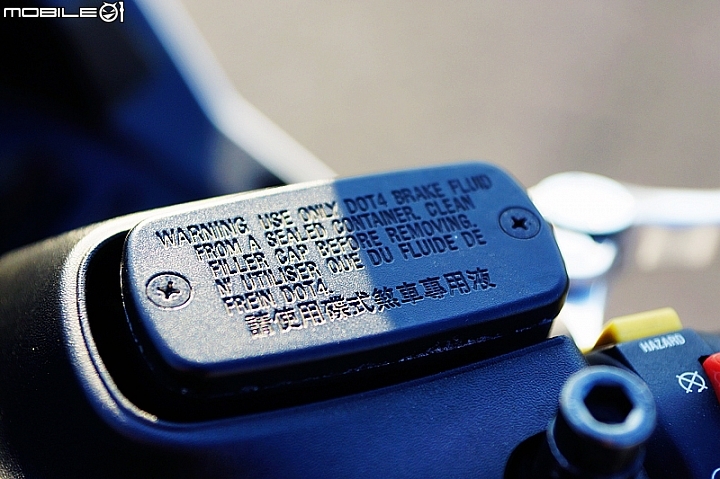 MOBILE01
WARNING. USE ONLY DOT4 BRAKE FLUID
FROM A SEALED CONTAINER. CLEAN
FILLER CAP BEFORE REMOVING.
N' UTILISER QUE DU FLUIDE DE
FREIN DOT4.
請使用碟式煞車專用液
HAZARD